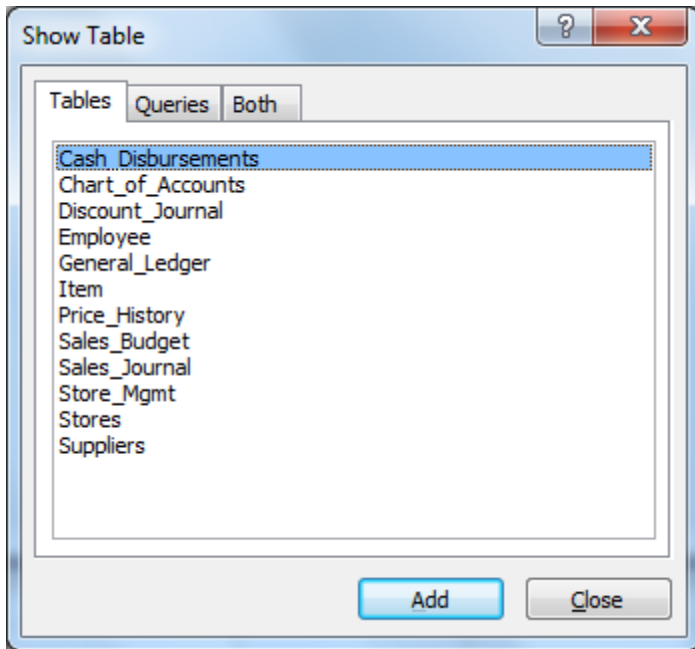 Show Table
Tables Queries Both
Cash_Disbursements
Chart_of_Accounts
Discount_Journal
Employee
General_Ledger
Item
Price_History
Sales_Budget
Sales_Journal
Store_Mgmt
Stores
Suppliers
Add Close